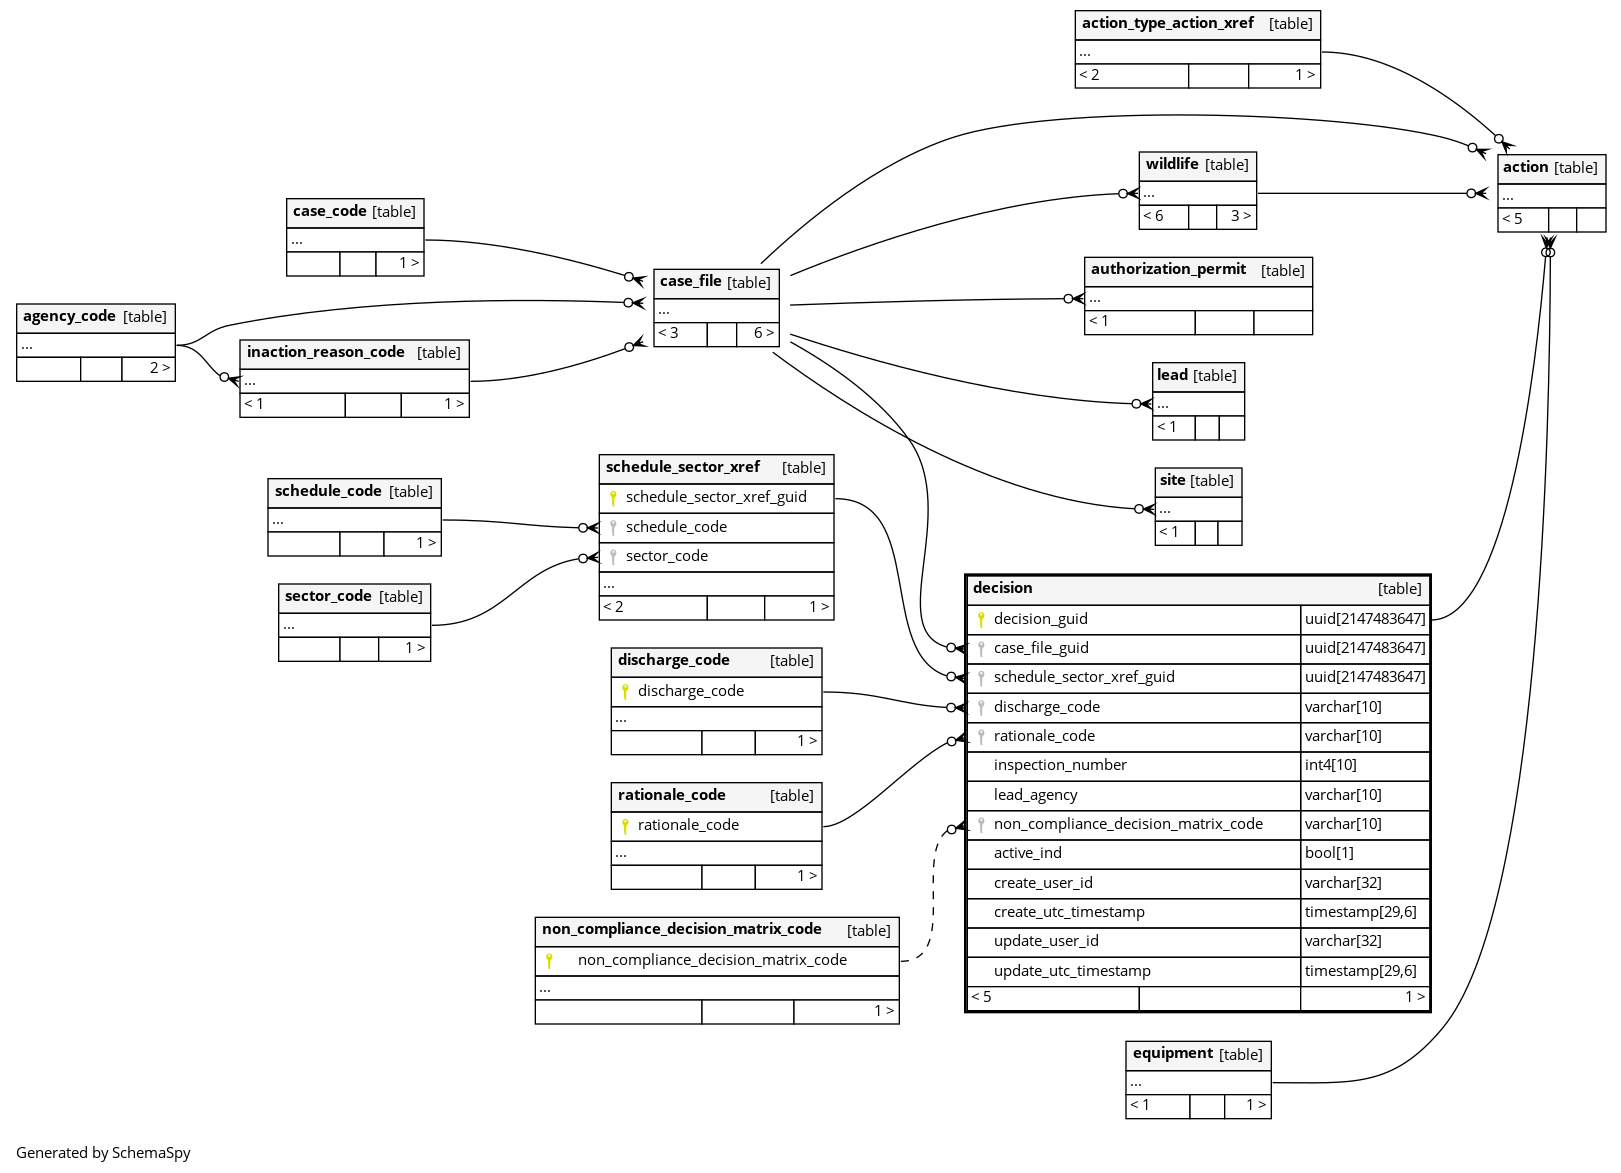 action_type_action_xref [table]
...
< 2 1 >
action [table]
...
< 5
wildlife [table]
...
< 6 3 >
case_code [table]
...
1 >
authorization_permit [table]
...
< 1
case_file [table]
...
< 3 6 >
agency_code [table]
...
2 >
inaction_reason_code [table]
...
< 1 1 >
lead [table]
...
< 1
schedule_sector_xref [table]
schedule_sector_xref_guid
schedule_code
sector_code
...
< 2 1 >
site [table]
...
< 1
schedule_code [table]
...
1 >
sector_code [table]
...
1 >
decision [table]
decision_guid uuid[2147483647]
case_file_guid uuid[2147483647]
schedule_sector_xref_guid uuid[2147483647]
discharge_code varchar[10]
rationale_code varchar[10]
inspection_number int4[10]
lead_agency varchar[10]
non_compliance_decision_matrix_code varchar[10]
active_ind bool[1]
create_user_id varchar[32]
create_utc_timestamp timestamp[29,6]
update_user_id varchar[32]
update_utc_timestamp timestamp[29,6]
< 5 1 >
discharge_code [table]
discharge_code
...
1 >
rationale_code [table]
rationale_code
...
1 >
non_compliance_decision_matrix_code [table]
non_compliance_decision_matrix_code
...
1 >
equipment [table]
...
< 1 1 >
Generated by SchemaSpy